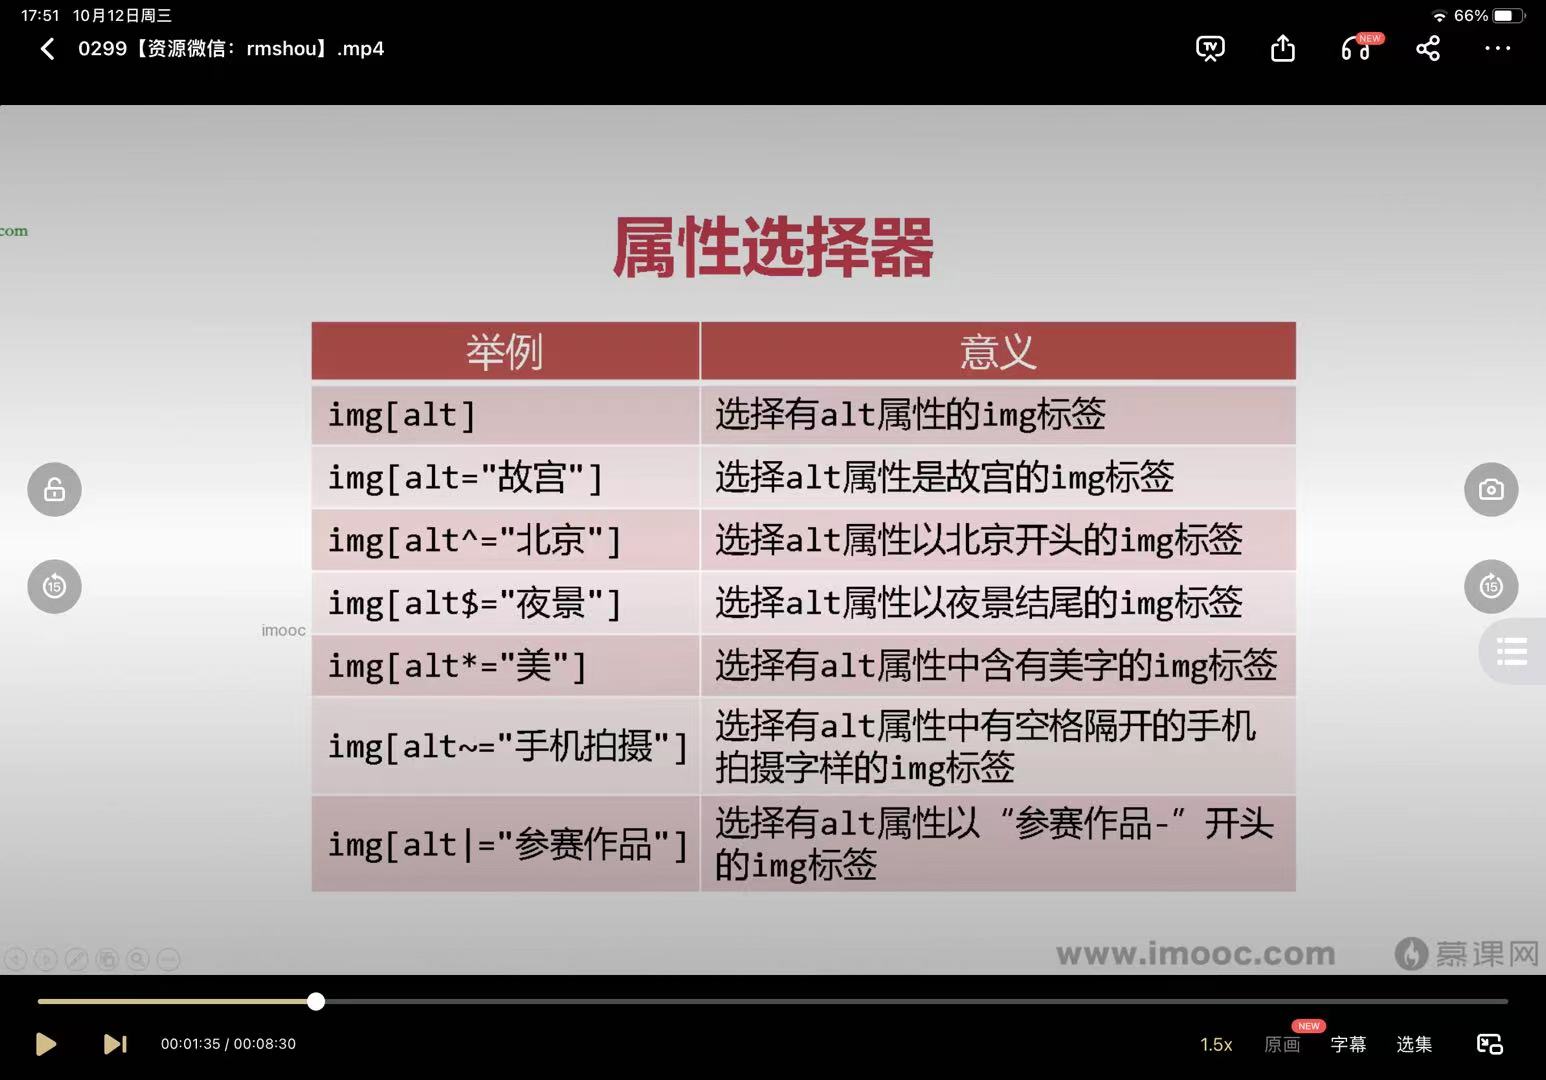 17:51 10月12日周三
66%
0299【资源微信：rmshou】.mp4
NEW
com
属性选择器
举例 意义
img[alt] 选择有alt属性的img标签
img[alt="故宫"] 选择alt属性是故宫的img标签
img[alt^="北京"] 选择alt属性以北京开头的img标签
img[alt$="夜景"] 选择alt属性以夜景结尾的img标签
15
15
imooc
img[alt*="美"] 选择有alt属性中含有美字的img标签
img[alt~="手机拍摄"] 选择有alt属性中有空格隔开的手机
拍摄字样的img标签
img[alt|="参赛作品"] 选择有alt属性以“参赛作品-”开头
的img标签
www.imooc.com 慕课网
00:01:35 / 00:08:30
1.5x 原画 NEW 字幕 选集